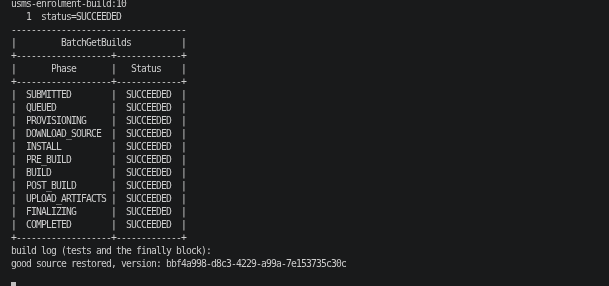 usms-enrolment-build:10
1 status=SUCCEEDED
-----------------------------------
| BatchGetBuilds |
+-------------------+-------------+
| Phase | Status |
+-------------------+-------------+
| SUBMITTED | SUCCEEDED |
| QUEUED | SUCCEEDED |
| PROVISIONING | SUCCEEDED |
| DOWNLOAD_SOURCE | SUCCEEDED |
| INSTALL | SUCCEEDED |
| PRE_BUILD | SUCCEEDED |
| BUILD | SUCCEEDED |
| POST_BUILD | SUCCEEDED |
| UPLOAD_ARTIFACTS | SUCCEEDED |
| FINALIZING | SUCCEEDED |
| COMPLETED | SUCCEEDED |
+-------------------+-------------+
build log (tests and the finally block):
good source restored, version: bbf4a998-d8c3-4229-a99a-7e153735c30c